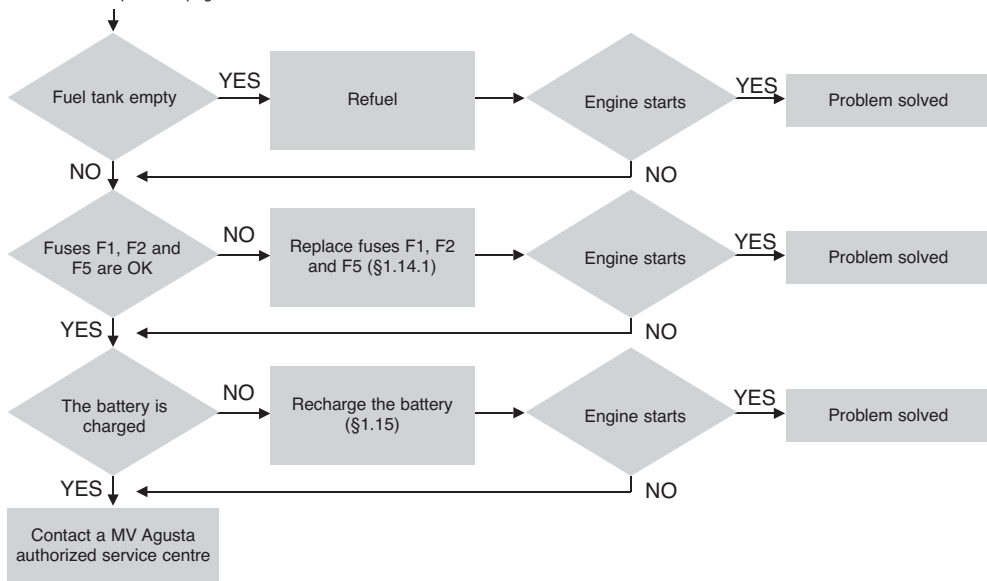 Fuel tank empty
YES
Refuel
Engine starts
YES
Problem solved
NO
NO
Fuses F1, F2 and
F5 are OK
NO
Replace fuses F1, F2
and F5 (§1.14.1)
Engine starts
YES
Problem solved
YES
NO
The battery is
charged
NO
Recharge the battery
(§1.15)
Engine starts
YES
Problem solved
YES
NO
Contact a MV Agusta
authorized service centre